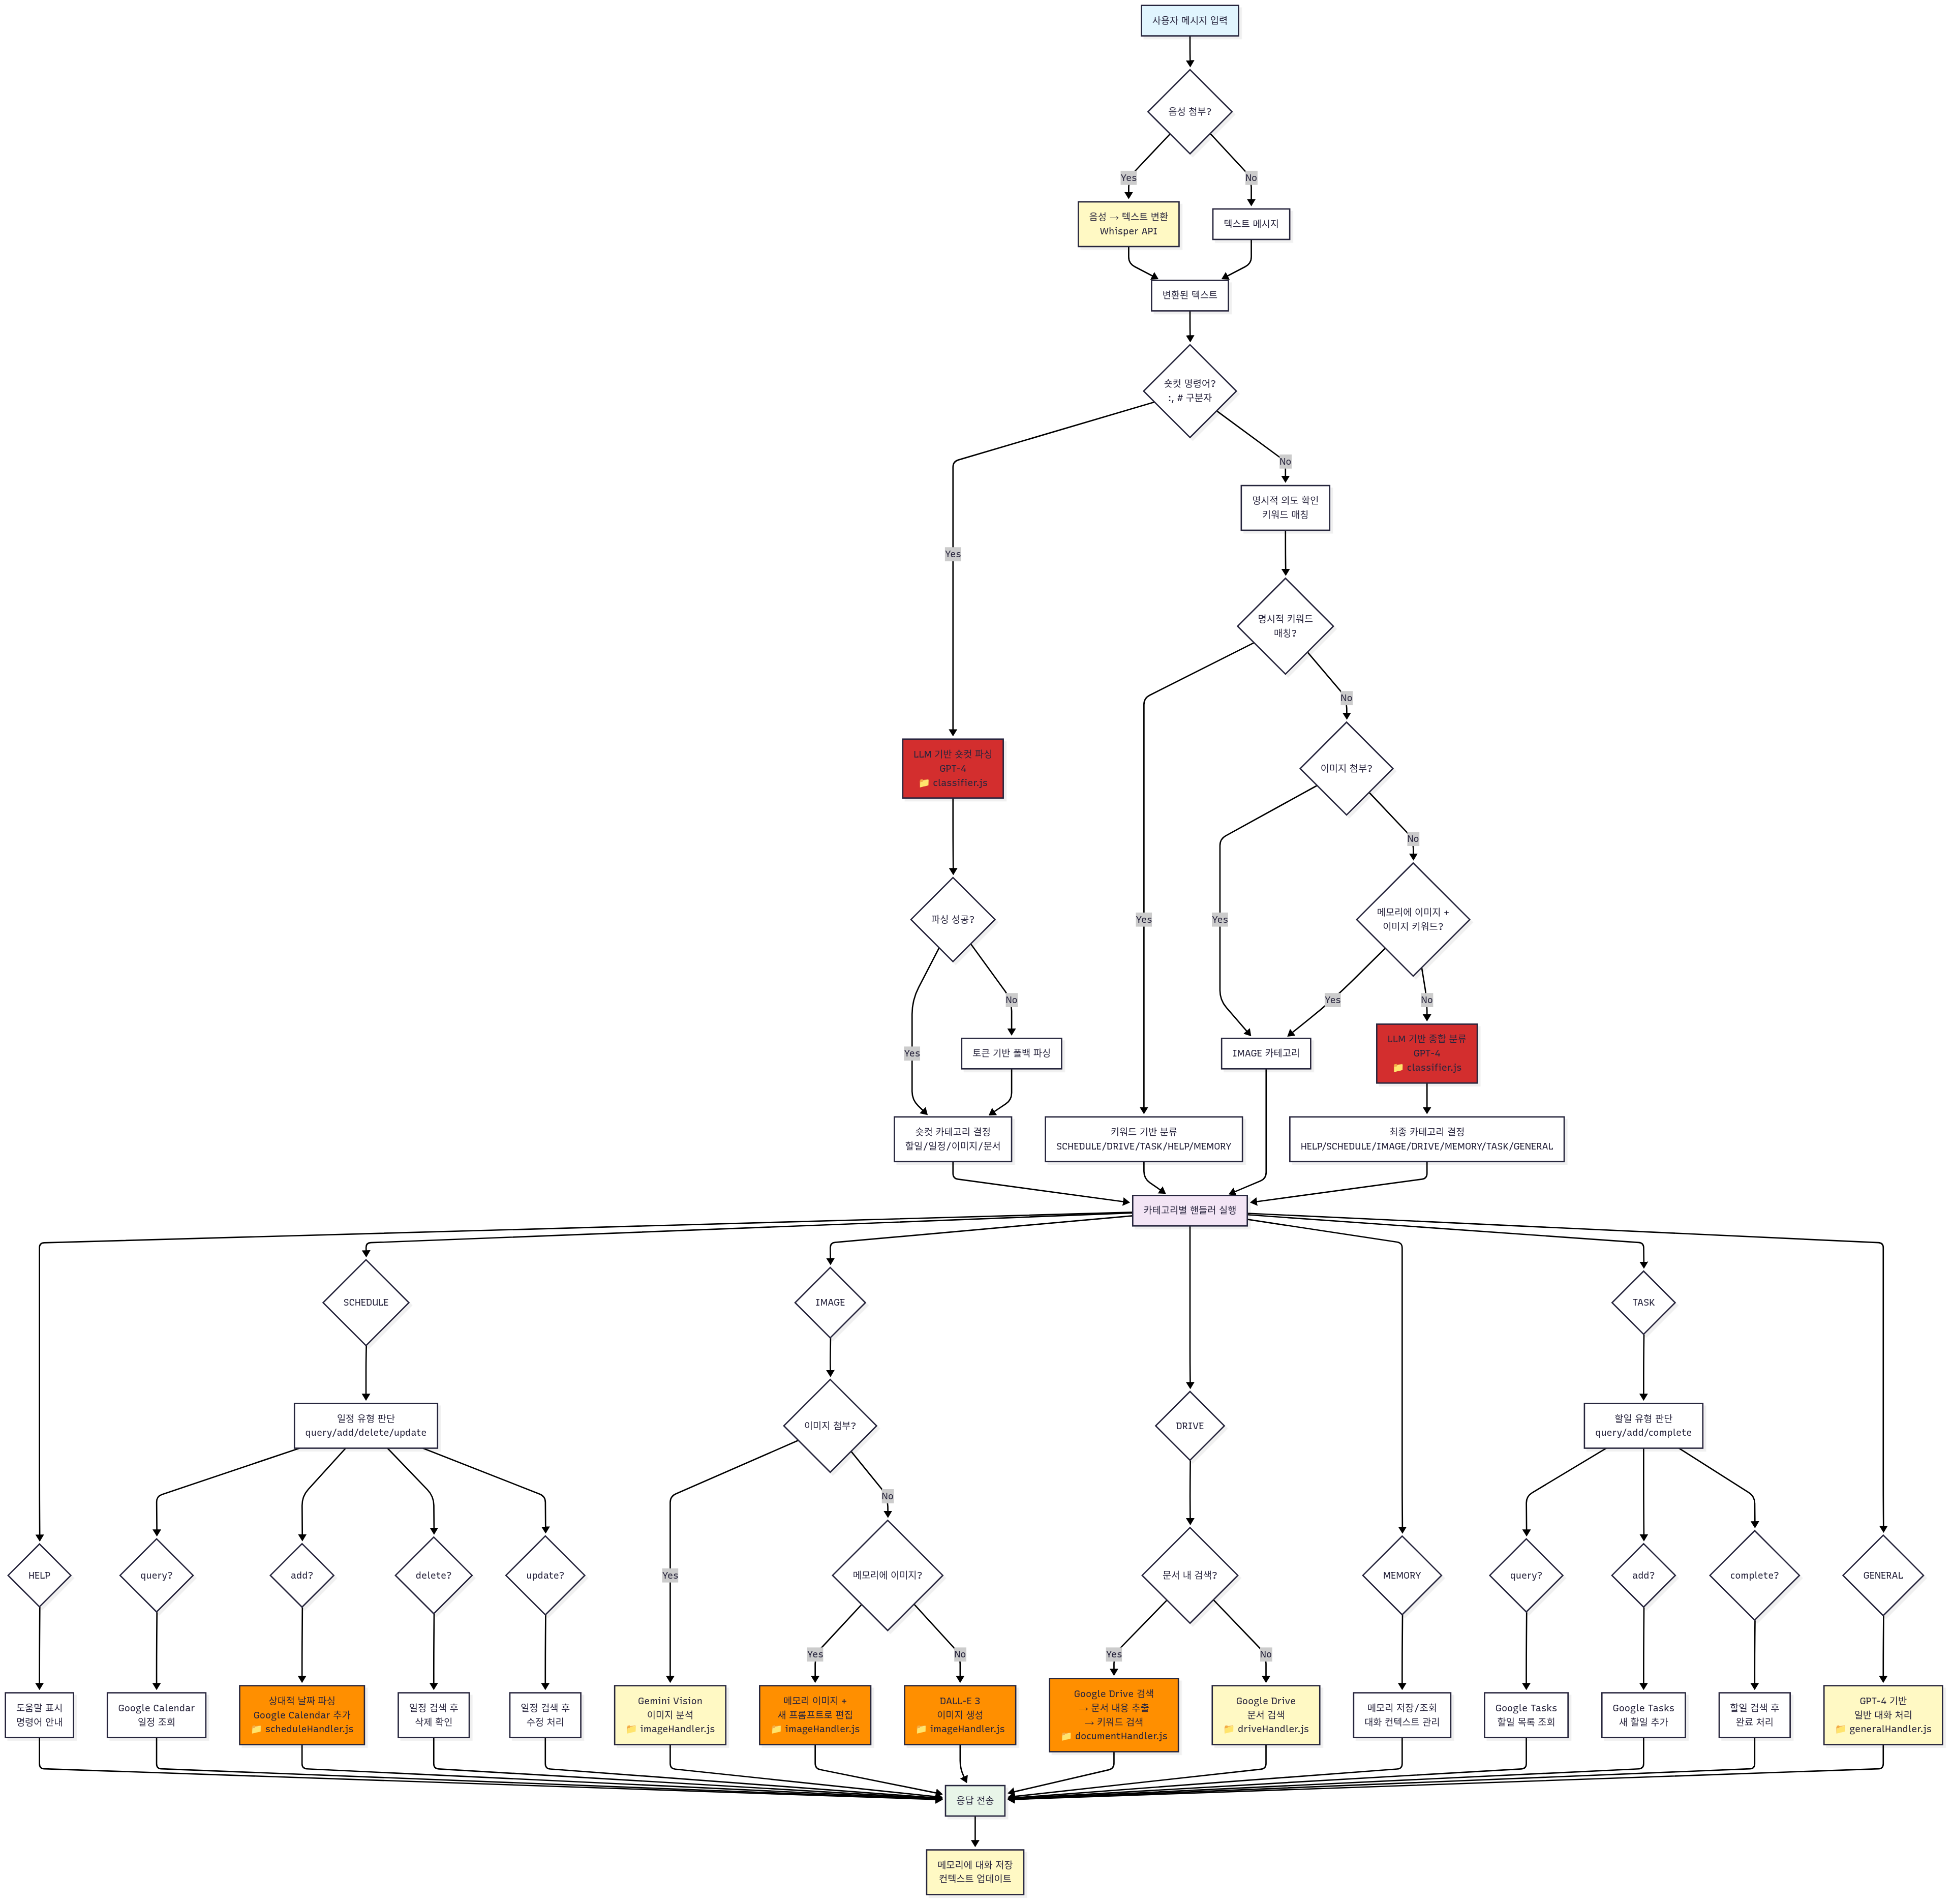 사용자 메시지 입력
음성 첨부?
Yes
No
음성 → 텍스트 변환
Whisper API
텍스트 메시지
변환된 텍스트
숏컷 명령어?
:, # 구분자
No
명시적 의도 확인
키워드 매칭
Yes
명시적 키워드
매칭?
No
LLM 기반 숏컷 파싱
GPT-4
📁 classifier.js
이미지 첨부?
No
파싱 성공?
Yes
Yes
메모리에 이미지 +
이미지 키워드?
No
Yes
No
Yes
토큰 기반 폴백 파싱
IMAGE 카테고리
LLM 기반 종합 분류
GPT-4
📁 classifier.js
숏컷 카테고리 결정
할일/일정/이미지/문서
키워드 기반 분류
SCHEDULE/DRIVE/TASK/HELP/MEMORY
최종 카테고리 결정
HELP/SCHEDULE/IMAGE/DRIVE/MEMORY/TASK/GENERAL
카테고리별 핸들러 실행
SCHEDULE
IMAGE
TASK
일정 유형 판단
query/add/delete/update
이미지 첨부?
DRIVE
할일 유형 판단
query/add/complete
No
HELP
query?
add?
delete?
update?
Yes
메모리에 이미지?
문서 내 검색?
MEMORY
query?
add?
complete?
GENERAL
Yes
No
Yes
No
도움말 표시
명령어 안내
Google Calendar
일정 조회
상대적 날짜 파싱
Google Calendar 추가
📁 scheduleHandler.js
일정 검색 후
삭제 확인
일정 검색 후
수정 처리
Gemini Vision
이미지 분석
📁 imageHandler.js
메모리 이미지 +
새 프롬프트로 편집
📁 imageHandler.js
DALL-E 3
이미지 생성
📁 imageHandler.js
Google Drive 검색
→ 문서 내용 추출
→ 키워드 검색
📁 documentHandler.js
Google Drive
문서 검색
📁 driveHandler.js
메모리 저장/조회
대화 컨텍스트 관리
Google Tasks
할일 목록 조회
Google Tasks
새 할일 추가
할일 검색 후
완료 처리
GPT-4 기반
일반 대화 처리
📁 generalHandler.js
응답 전송
메모리에 대화 저장
컨텍스트 업데이트